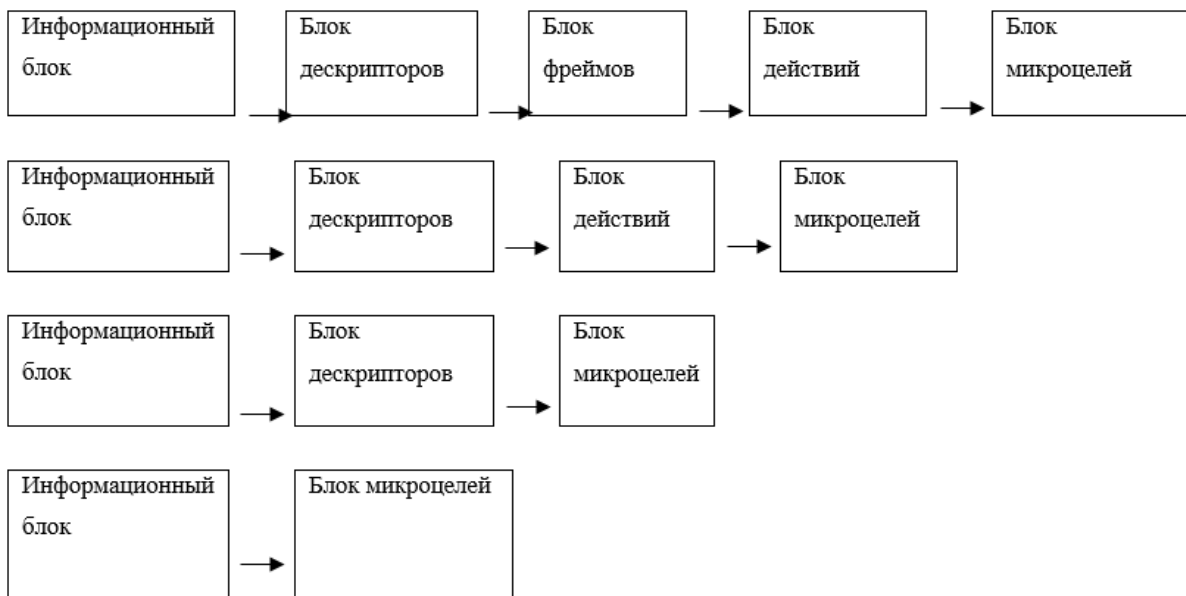 Информационный
блок
Блок
дескрипторов
Блок
фреймов
Блок
действий
Блок
микроцелей
Информационный
блок
Блок
дескрипторов
Блок
действий
Блок
микроцелей
Информационный
блок
Блок
дескрипторов
Блок
микроцелей
Информационный
блок
Блок микроцелей